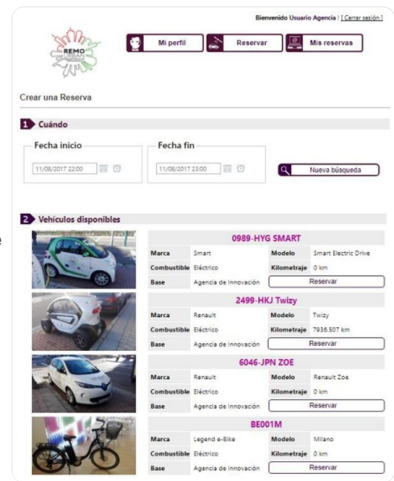 Bienvenido Usuario Agencia | [Cerrar sesión]
REMO
Mi perfil
Reservar
Mis reservas
Crear una Reserva
1 Cuándo
Fecha inicio
Fecha fin
11/08/2017 22:00
11/08/2017 23:00
Nueva búsqueda
2 Vehículos disponibles
0989-HYG SMART
Marca Smart Modelo Smart Electric Drive
Combustible Eléctrico Kilometraje 0 km
Base Agencia de Innovación Reservar
2499-HKJ Twizy
Marca Renault Modelo Twizy
Combustible Eléctrico Kilometraje 7936.507 km
Base Agencia de Innovación Reservar
6046-JPN ZOE
Marca Renault Modelo Renault Zoe
Combustible Eléctrico Kilometraje 0 km
Base Agencia de Innovación Reservar
BE001M
Marca Legend e-Bike Modelo Milano
Combustible Eléctrico Kilometraje 0 km
Base Agencia de Innovación Reservar